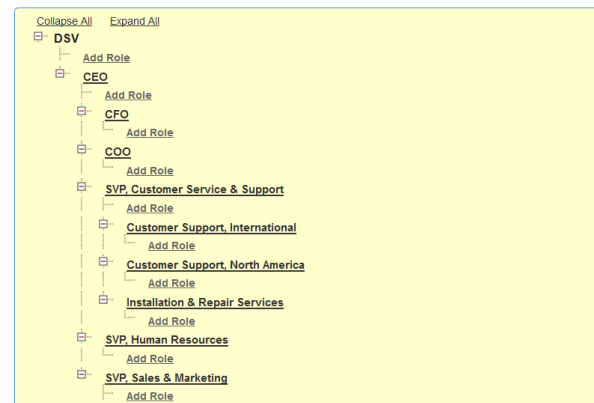 Collapse All Expand All
DSV
Add Role
CEO
Add Role
CFO
Add Role
COO
Add Role
SVP, Customer Service & Support
Add Role
Customer Support, International
Add Role
Customer Support, North America
Add Role
Installation & Repair Services
Add Role
SVP, Human Resources
Add Role
SVP, Sales & Marketing
Add Role